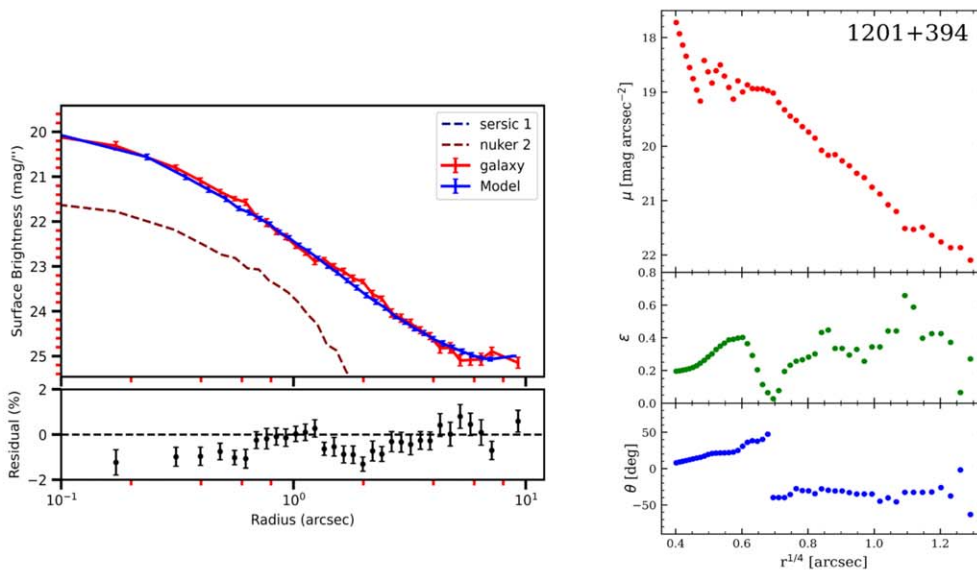 Surface Brightness (mag/")
20
21
22
23
24
25
sersic 1
nuker 2
galaxy
Model
Residual (%)
2
0
−2
10⁻¹
10⁰
10¹
Radius (arcsec)
1201+394
μ [mag arcsec⁻²]
18
19
20
21
22
ε
0.8
0.6
0.4
0.2
0.0
θ [deg]
50
0
−50
0.4
0.6
0.8
1.0
1.2
r^{1/4} [arcsec]